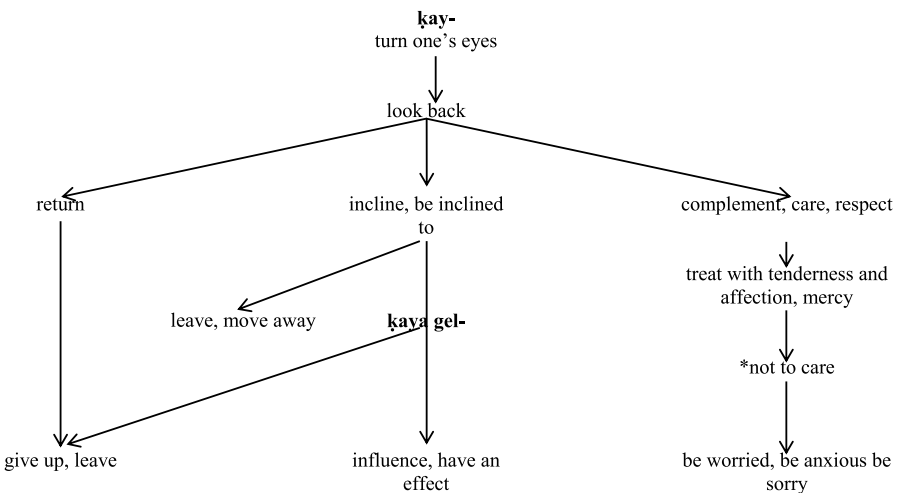 ḳay-
turn one’s eyes
look back
return
incline, be inclined
to
complement, care, respect
treat with tenderness and
affection, mercy
leave, move away
ḳaya gel-
*not to care
give up, leave
influence, have an
effect
be worried, be anxious be
sorry